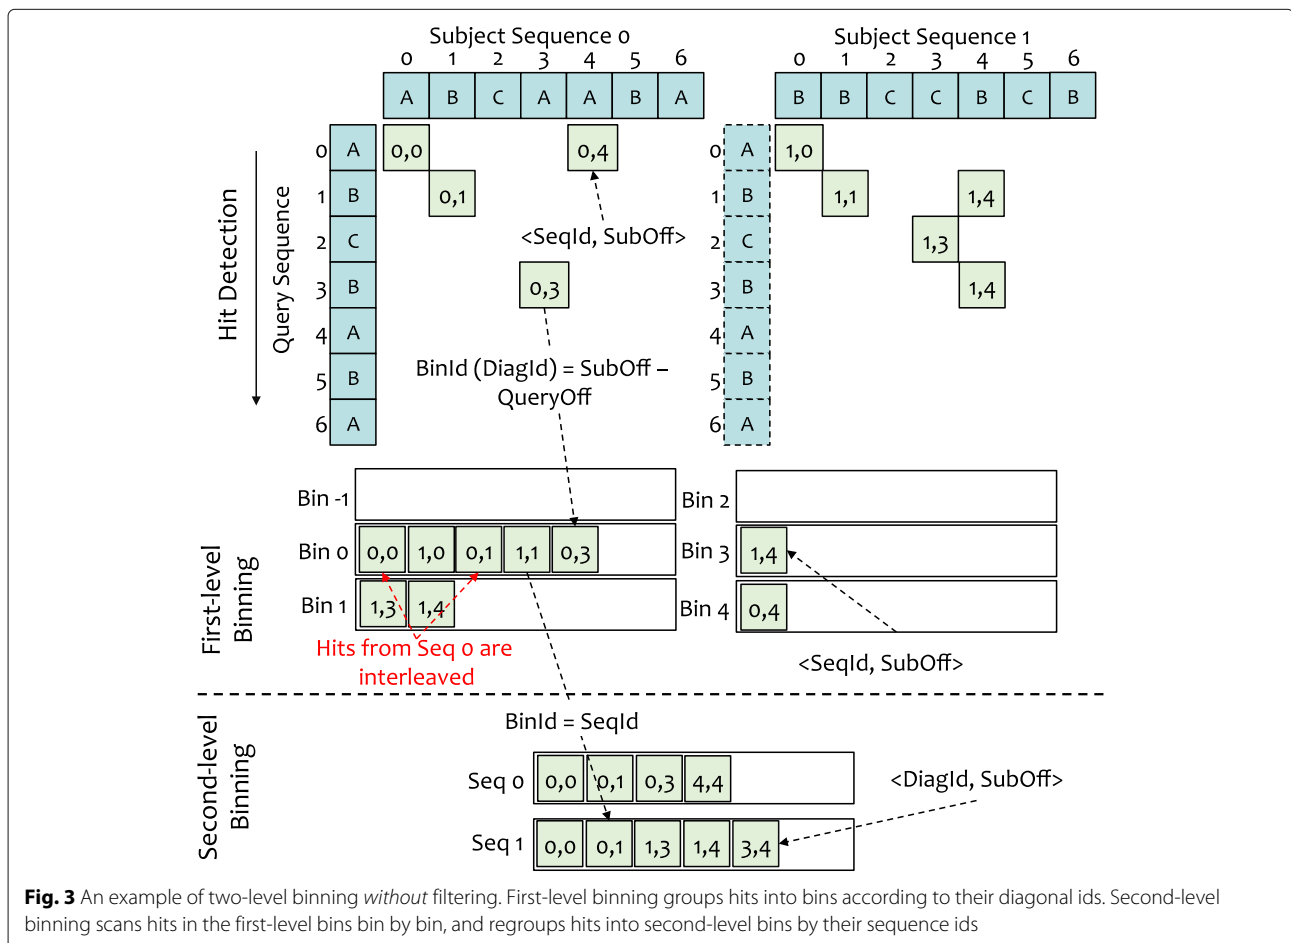 Subject Sequence 0
0 1 2 3 4 5 6
A B C A A B A
Subject Sequence 1
0 1 2 3 4 5 6
B B C C B C B
Hit Detection
Query Sequence
0 A 0,0 0,4
1 B 0,1
<SeqId, SubOff>
2 C
3 B 0,3
4 A
BinId (DiagId) = SubOff –
QueryOff
5 B
6 A
0 A 1,0
1 B 1,1 1,4
2 C 1,3
3 B 1,4
4 A
5 B
6 A
First-level
Binning
Bin -1
Bin 0 0,0 1,0 0,1 1,1 0,3
Bin 1 1,3 1,4
Hits from Seq 0 are
interleaved
Bin 2
Bin 3 1,4
Bin 4 0,4
<SeqId, SubOff>
Second-level
Binning
BinId = SeqId
Seq 0 0,0 0,1 0,3 4,4
<DiagId, SubOff>
Seq 1 0,0 0,1 1,3 1,4 3,4
Fig. 3 An example of two-level binning without filtering. First-level binning groups hits into bins according to their diagonal ids. Second-level
binning scans hits in the first-level bins bin by bin, and regroups hits into second-level bins by their sequence ids